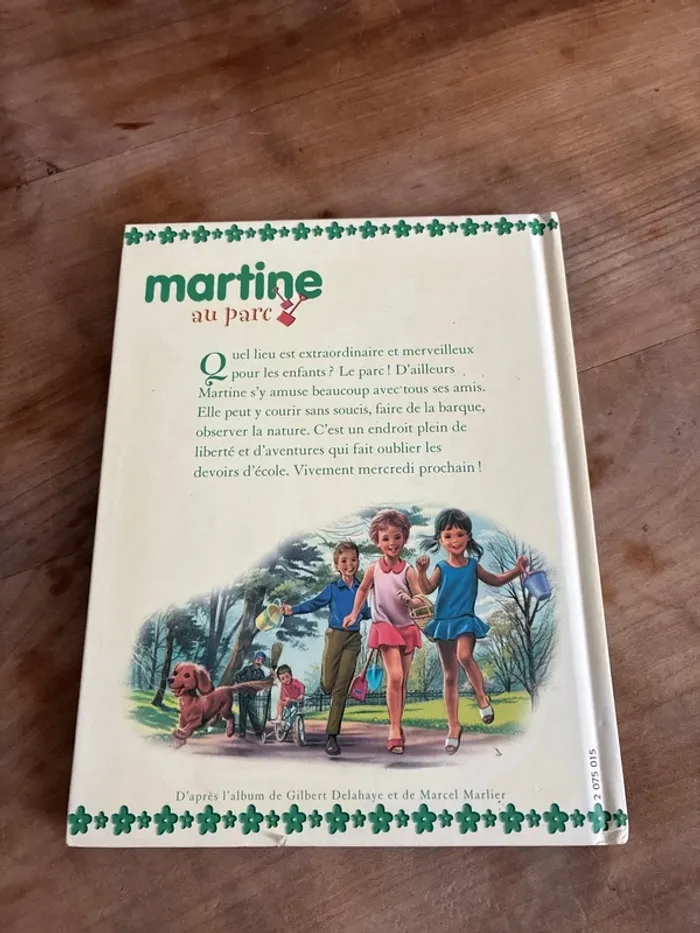 martine
au parc
Quel lieu est extraordinaire et merveilleux
pour les enfants ? Le parc ! D'ailleurs
Martine s'y amuse beaucoup avec tous ses amis.
Elle peut y courir sans soucis, faire de la barque,
observer la nature. C'est un endroit plein de
liberté et d'aventures qui fait oublier les
devoirs d'école. Vivement mercredi prochain !
D'après l'album de Gilbert Delahaye et de Marcel Marlier
2 075 015